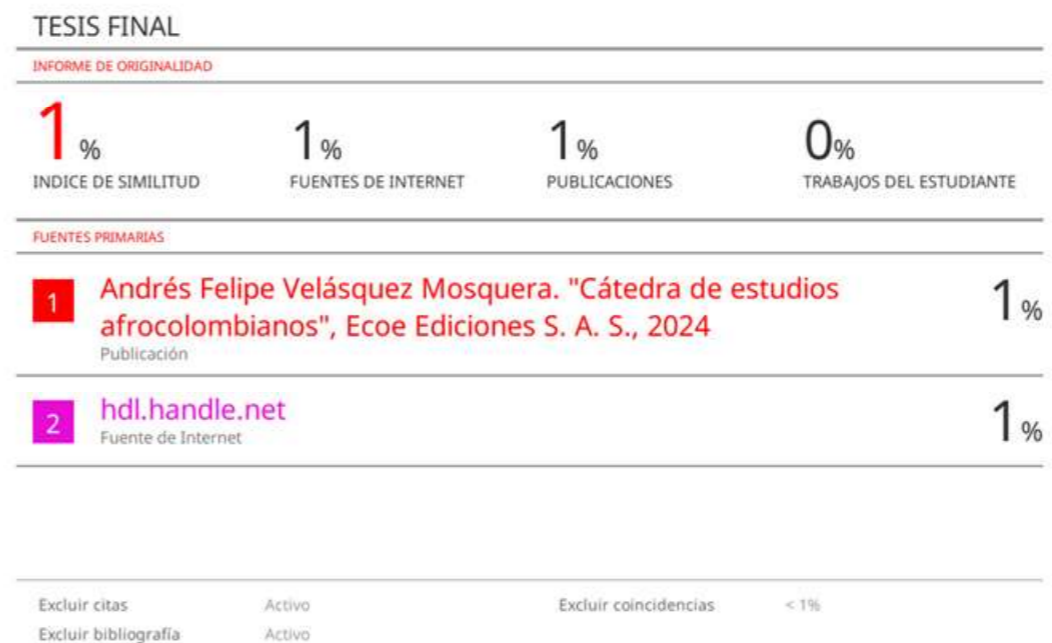 TESIS FINAL
INFORME DE ORIGINALIDAD
1% 1% 1% 0%
INDICE DE SIMILITUD FUENTES DE INTERNET PUBLICACIONES TRABAJOS DEL ESTUDIANTE
FUENTES PRIMARIAS
1 Andrés Felipe Velásquez Mosquera. "Cátedra de estudios 1%
afrocolombianos", Ecoe Ediciones S. A. S., 2024
Publicación
2 hdl.handle.net 1%
Fuente de Internet
Excluir citas Activo Excluir coincidencias < 1%
Excluir bibliografía Activo